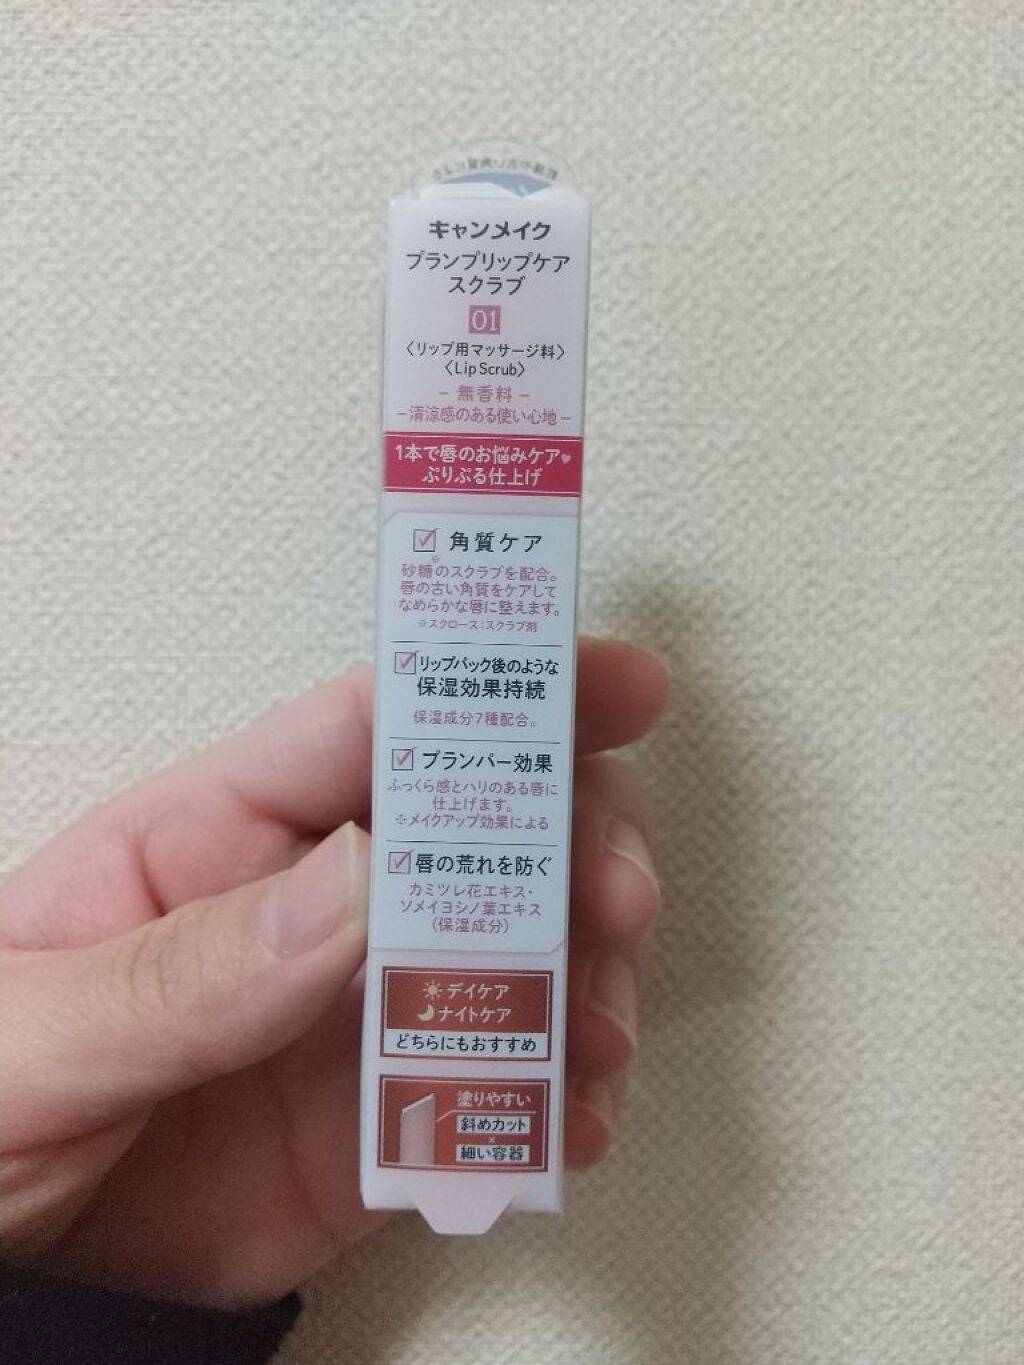 キャンメイク
プランプリップケア
スクラブ
01
〈リップ用マッサージ料〉
〈Lip Scrub〉
－ 無香料 －
－清涼感のある使い心地－
1本で唇のお悩みケア♥
ぷりぷる仕上げ
角質ケア
砂糖※のスクラブを配合。
唇の古い角質をケアして
なめらかな唇に整えます。
※スクロース：スクラブ剤
リップパック後のような
保湿効果持続
保湿成分7種配合。
プランパー効果
ふっくら感とハリのある唇に
仕上げます。
※メイクアップ効果による
唇の荒れを防ぐ
カミツレ花エキス・
ソメイヨシノ葉エキス
（保湿成分）
デイケア
ナイトケア
どちらにもおすすめ
塗りやすい
斜めカット
×
細い容器